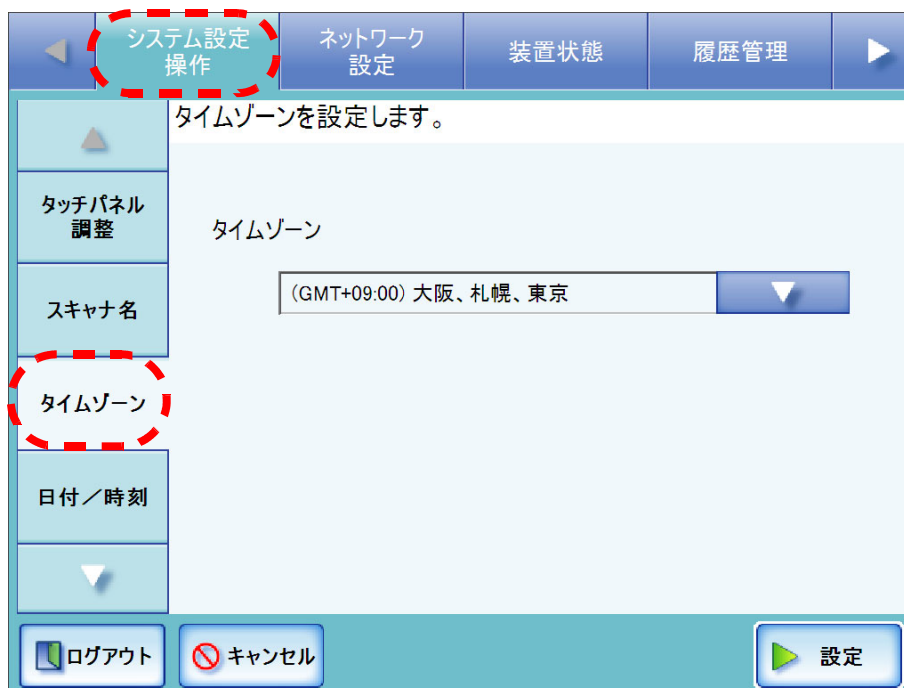 システム設定
操作
ネットワーク
設定
装置状態
履歴管理
タイムゾーンを設定します。
タッチパネル
調整
スキャナ名
タイムゾーン
日付／時刻
タイムゾーン
(GMT+09:00) 大阪、札幌、東京
ログアウト
キャンセル
設定